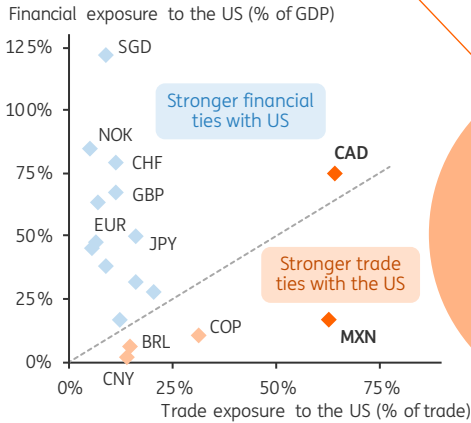 Financial exposure to the US (% of GDP)
125%
SGD
Stronger financial
ties with US
100%
NOK
CHF
CAD
75%
GBP
EUR
JPY
50%
Stronger trade
ties with the US
25%
COP
MXN
BRL
0%
CNY
0%
25%
50%
75%
Trade exposure to the US (% of trade)